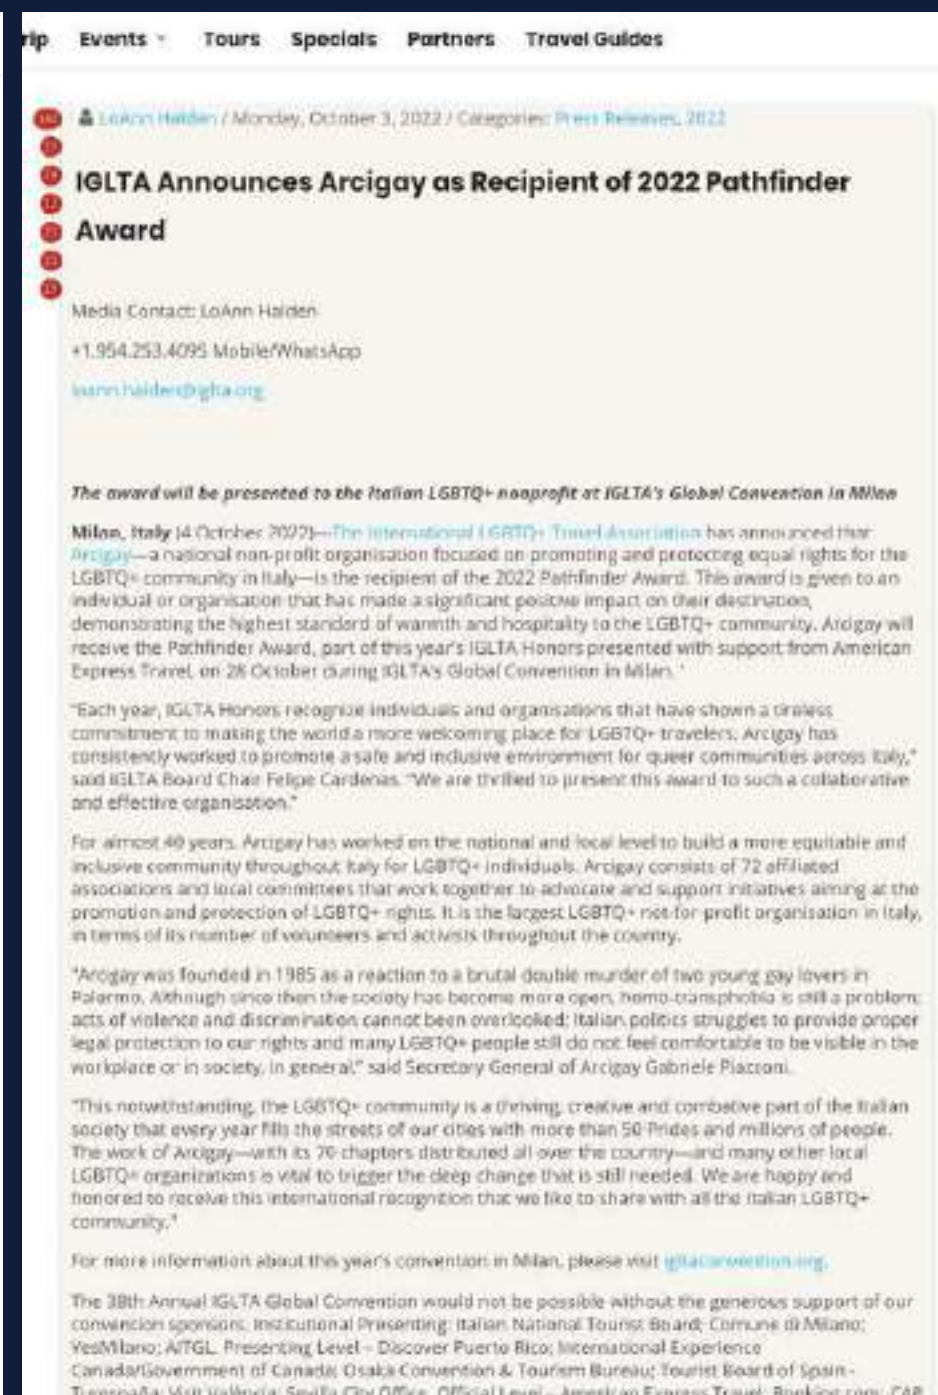 Events Tours Specials Partners Travel Guides
LoAnn Halden / Monday, October 3, 2022 / Categories: Press Releases, 2022
IGLTA Announces Arcigay as Recipient of 2022 Pathfinder
Award
Media Contact: LoAnn Halden
+1.954.253.4095 Mobile/WhatsApp
loann.halden@iglta.org
The award will be presented to the Italian LGBTQ+ nonprofit at IGLTA's Global Convention in Milan
Milan, Italy (4 October 2022)—The International LGBTQ+ Travel Association has announced that
Arcigay—a national non-profit organisation focused on promoting and protecting equal rights for the
LGBTQ+ community in Italy—is the recipient of the 2022 Pathfinder Award. This award is given to an
individual or organisation that has made a significant positive impact on their destination,
demonstrating the highest standard of warmth and hospitality to the LGBTQ+ community. Arcigay will
receive the Pathfinder Award, part of this year's IGLTA Honors presented with support from American
Express Travel, on 28 October during IGLTA's Global Convention in Milan. '
"Each year, IGLTA Honors recognize individuals and organisations that have shown a tireless
commitment to making the world a more welcoming place for LGBTQ+ travelers. Arcigay has
consistently worked to promote a safe and inclusive environment for queer communities across Italy,"
said IGLTA Board Chair Felipe Cardenas. "We are thrilled to present this award to such a collaborative
and effective organisation."
For almost 40 years, Arcigay has worked on the national and local level to build a more equitable and
inclusive community throughout Italy for LGBTQ+ individuals. Arcigay consists of 72 affiliated
associations and local committees that work together to advocate and support initiatives aiming at the
promotion and protection of LGBTQ+ rights. It is the largest LGBTQ+ not-for-profit organisation in Italy,
in terms of its number of volunteers and activists throughout the country.
"Arcigay was founded in 1985 as a reaction to a brutal double murder of two young gay lovers in
Palermo. Although since then the society has become more open, homo-transphobia is still a problem;
acts of violence and discrimination cannot been overlooked; Italian politics struggles to provide proper
legal protection to our rights and many LGBTQ+ people still do not feel comfortable to be visible in the
workplace or in society, in general," said Secretary General of Arcigay Gabriele Piazzoni.
"This notwithstanding, the LGBTQ+ community is a thriving, creative and combative part of the Italian
society that every year fills the streets of our cities with more than 50 Prides and millions of people.
The work of Arcigay—with its 70 chapters distributed all over the country—and many other local
LGBTQ+ organizations is vital to trigger the deep change that is still needed. We are happy and
honored to receive this international recognition that we like to share with all the Italian LGBTQ+
community."
For more information about this year's convention in Milan, please visit igltaconvention.org.
The 38th Annual IGLTA Global Convention would not be possible without the generous support of our
convention sponsors. Institutional Presenting: Italian National Tourist Board; Comune di Milano;
YesMilano; AITGL. Presenting Level – Discover Puerto Rico; International Experience
Canada/Government of Canada; Osaka Convention & Tourism Bureau; Tourist Board of Spain -
Turespaña; Visit València; Sevilla City Office. Official Level – American Express Travel; Booking.com;